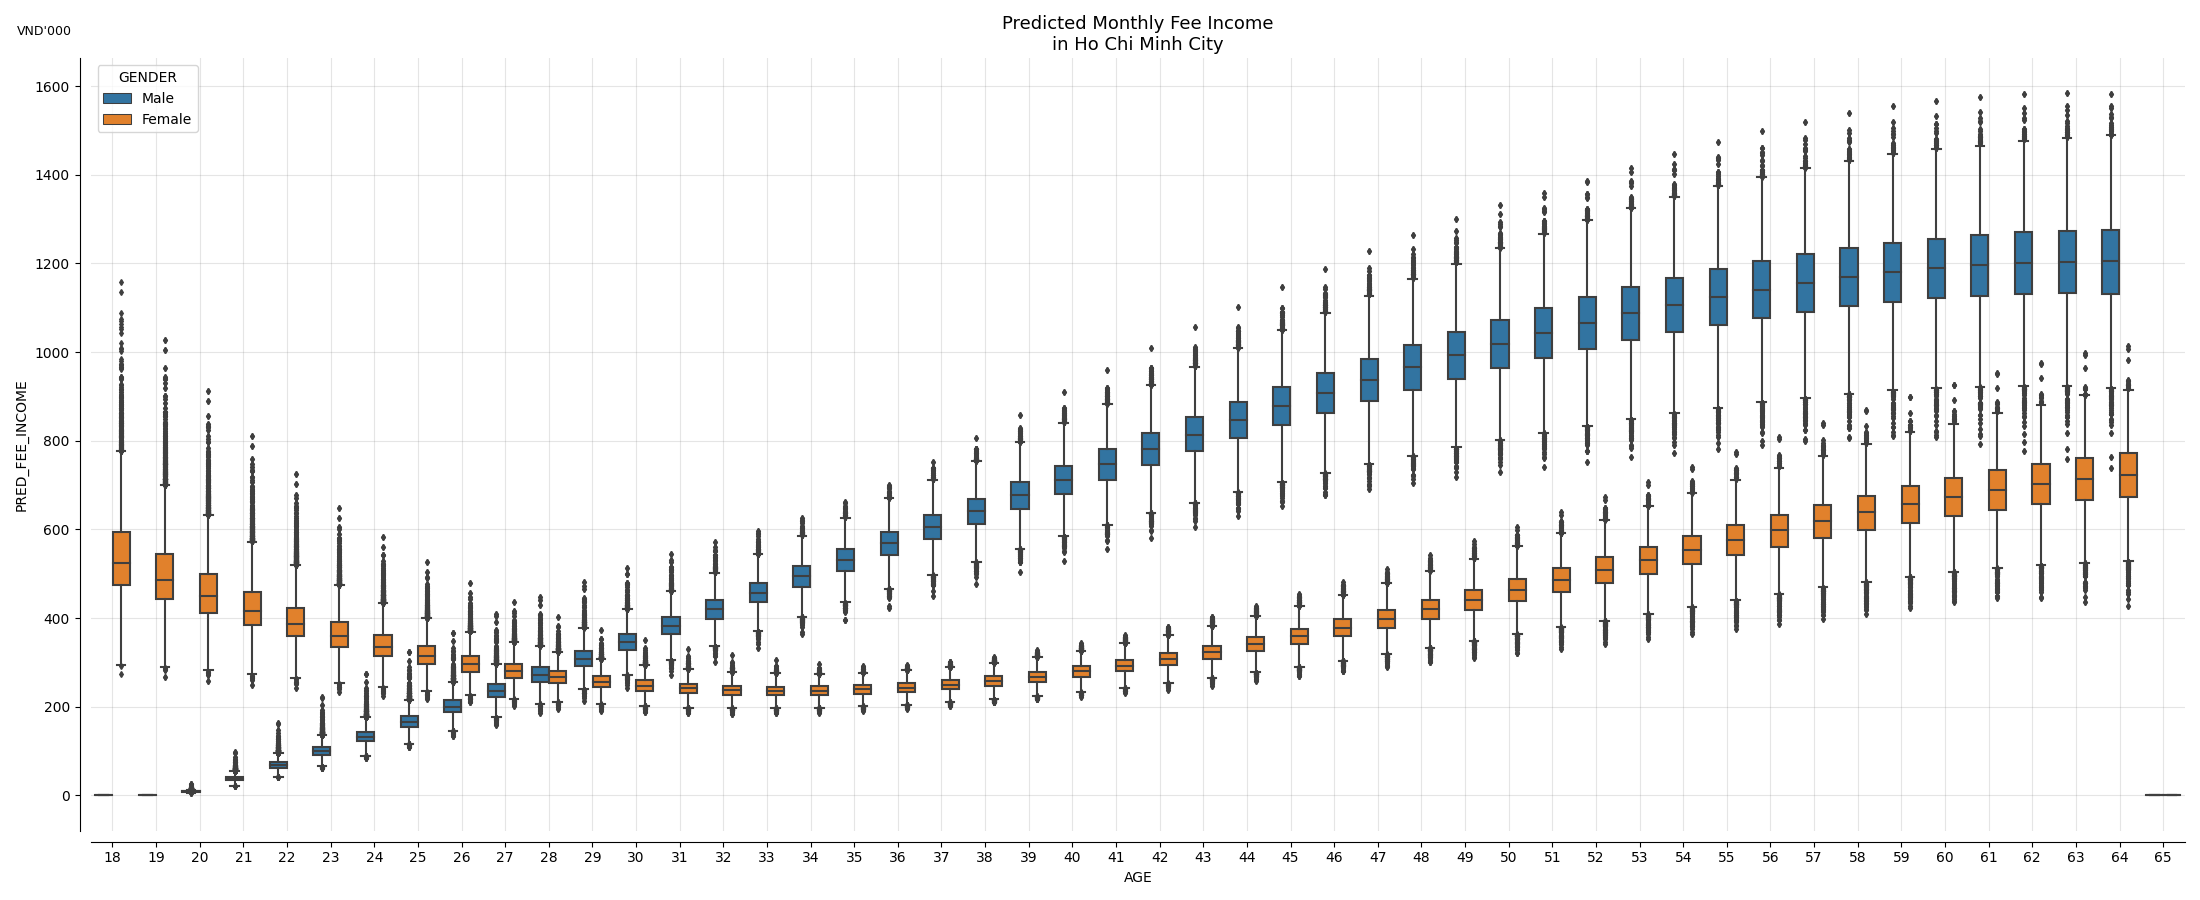 VND'000
Predicted Monthly Fee Income
in Ho Chi Minh City
GENDER
Male
Female
1600
1400
1200
1000
800
600
400
200
0
PRED_FEE_INCOME
18 19 20 21 22 23 24 25 26 27 28 29 30 31 32 33 34 35 36 37 38 39 40 41 42 43 44 45 46 47 48 49 50 51 52 53 54 55 56 57 58 59 60 61 62 63 64 65
AGE